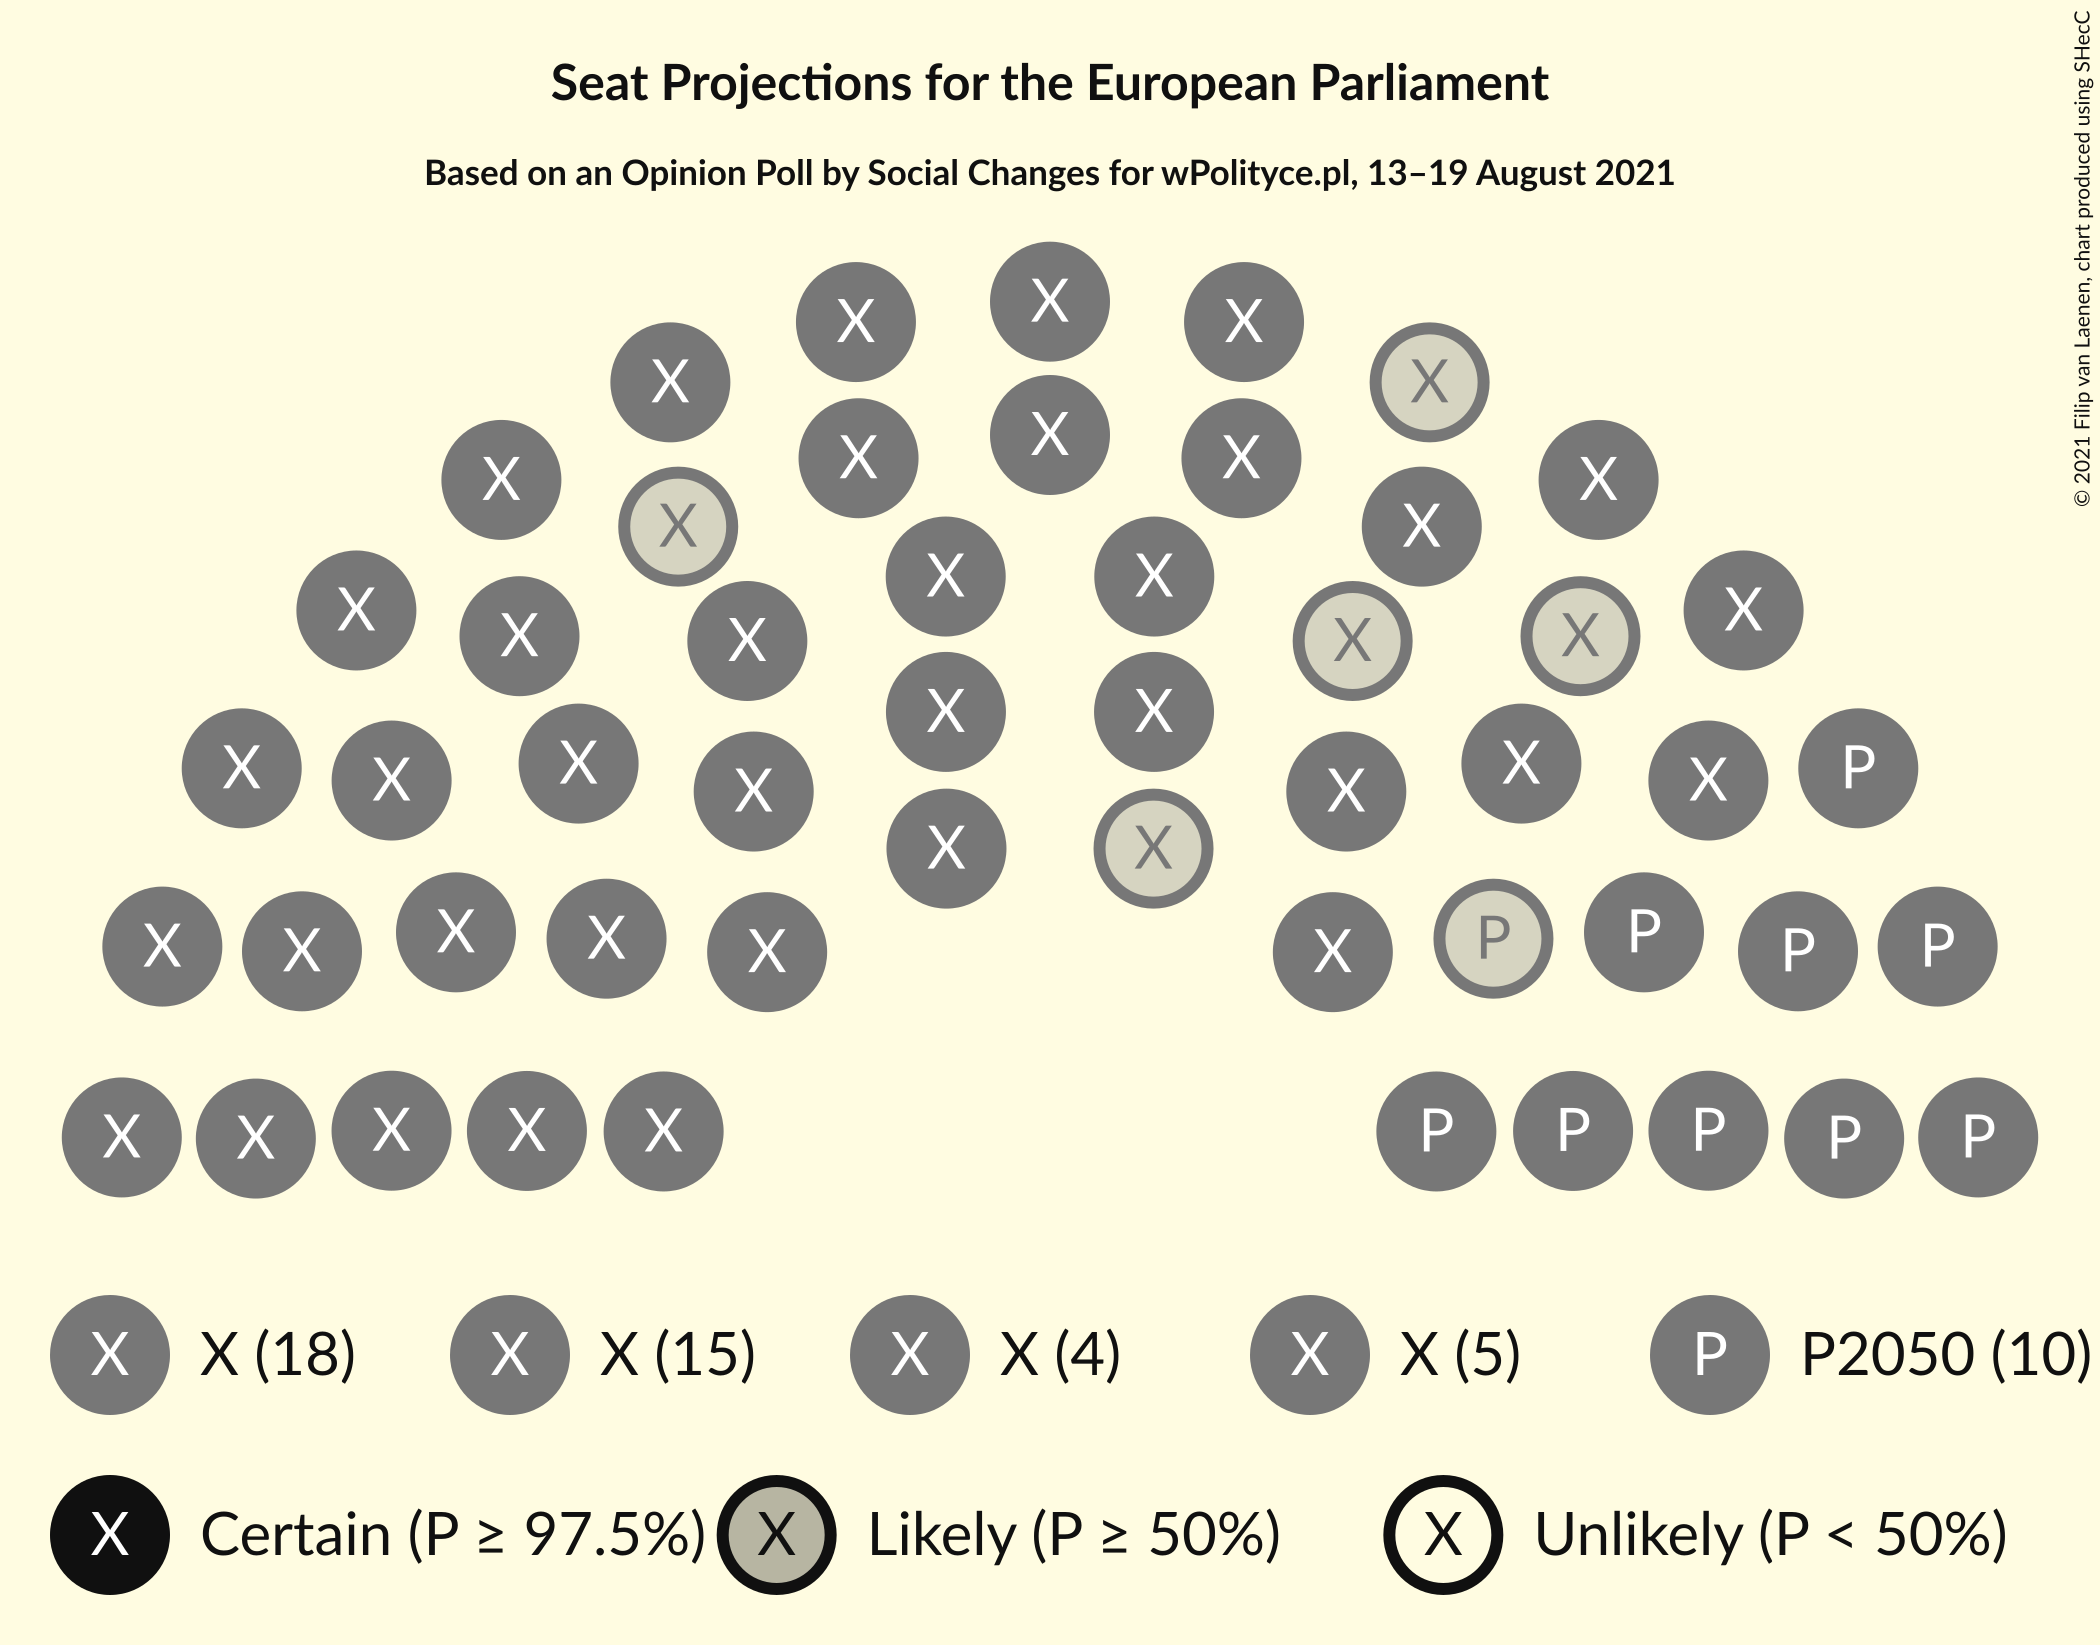 Seat Projections for the European Parliament
Based on an Opinion Poll by Social Changes for wPolityce.pl, 13–19 August 2021
© 2021 Filip van Laenen, chart produced using SHecC
X
X X
X X
X
X X
X X
X X
X X
X X
X X
X X
X X
X X
X X X X P
X X X X
X X
X X X X X X P P P P
X X X X X P P P P P
X X (18) X X (15) X X (4) X X (5) P P2050 (10)
X Certain (P ≥ 97.5%) X Likely (P ≥ 50%) X Unlikely (P < 50%)